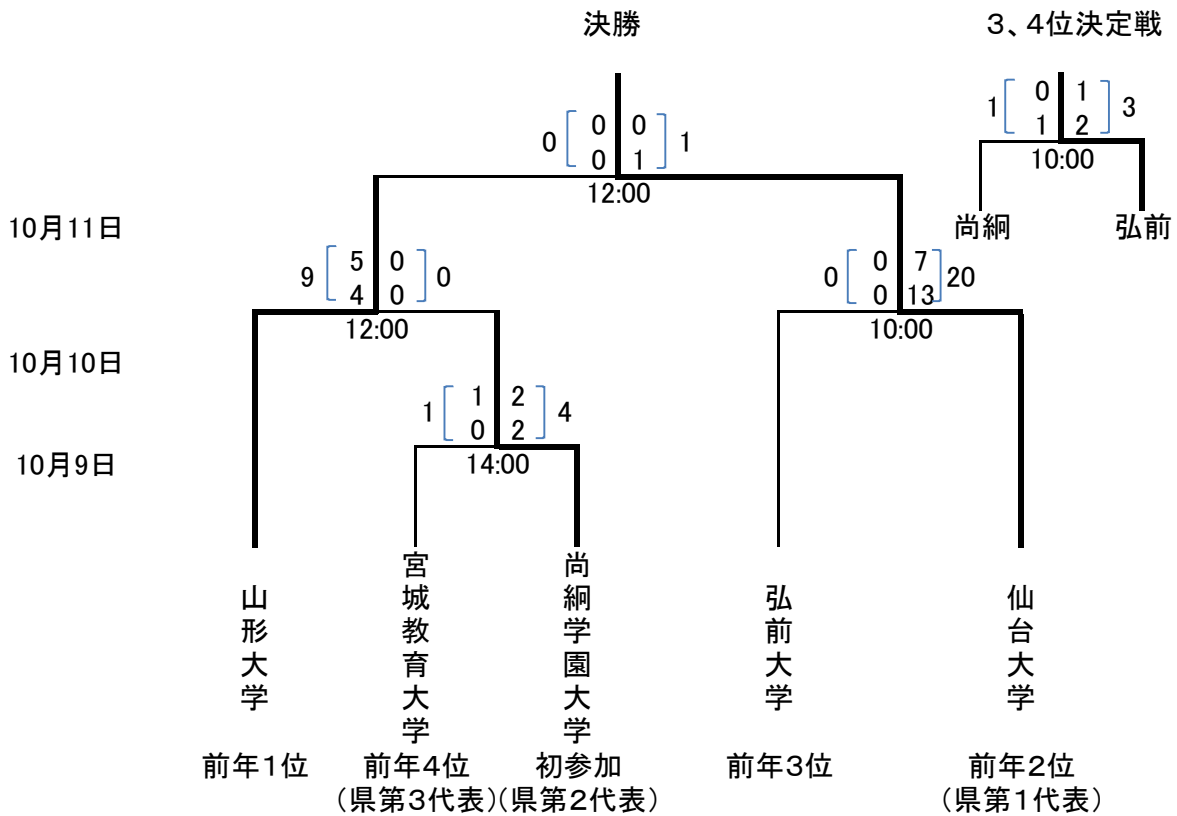 決勝
3、4位決定戦
1 0 1 3
1 2
10:00
尚絅
弘前
0 0 0 1
0 1
12:00
10月11日
9 5 0 0
4 0
12:00
0 0 7 20
0 13
10:00
10月10日
1 1 2 4
0 2
14:00
10月9日
山形大学
宮城教育大学
尚絅学園大学
弘前大学
仙台大学
前年1位
前年4位
(県第3代表)
初参加
(県第2代表)
前年3位
前年2位
(県第1代表)